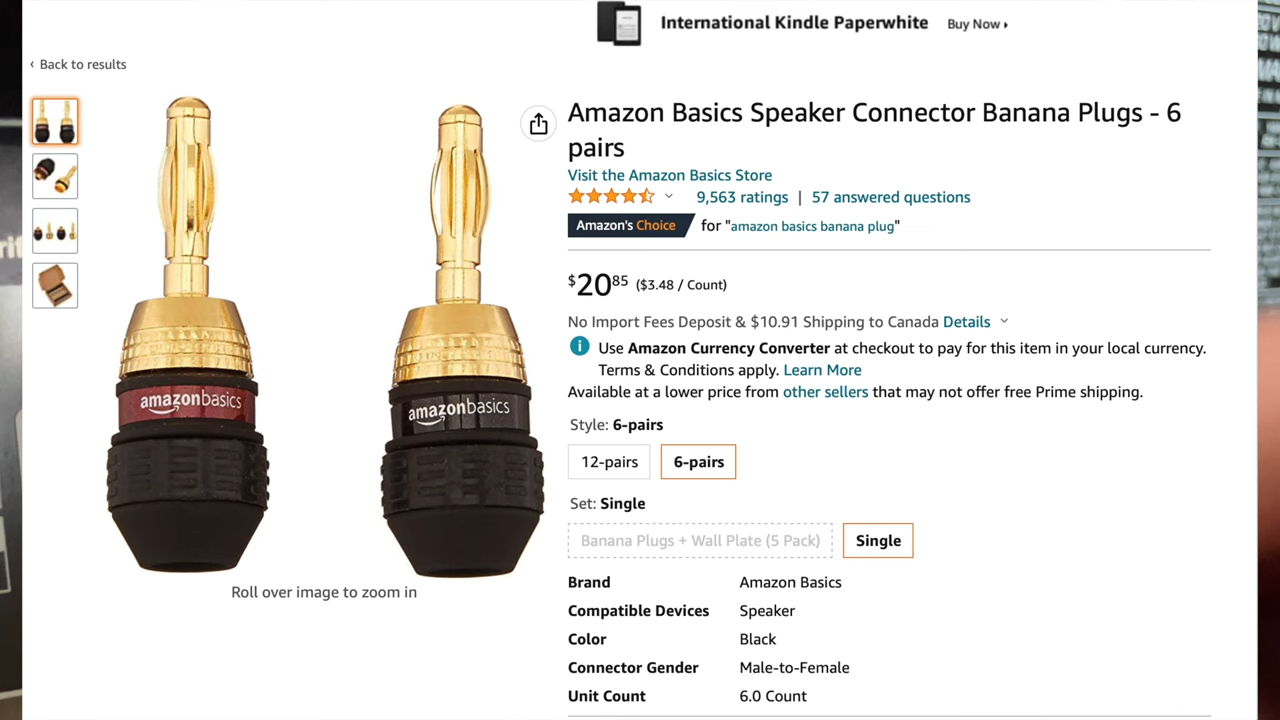 International Kindle Paperwhite Buy Now
‹ Back to results
Amazon Basics Speaker Connector Banana Plugs - 6
pairs
Visit the Amazon Basics Store
9,563 ratings | 57 answered questions
Amazon's Choice for "amazon basics banana plug"
$20.85 ($3.48 / Count)
No Import Fees Deposit & $10.91 Shipping to Canada Details
i Use Amazon Currency Converter at checkout to pay for this item in your local currency.
Terms & Conditions apply. Learn More
Available at a lower price from other sellers that may not offer free Prime shipping.
amazonbasics
amazonbasics
Style: 6-pairs
12-pairs 6-pairs
Set: Single
Banana Plugs + Wall Plate (5 Pack) Single
Brand Amazon Basics
Roll over image to zoom in
Compatible Devices Speaker
Color Black
Connector Gender Male-to-Female
Unit Count 6.0 Count